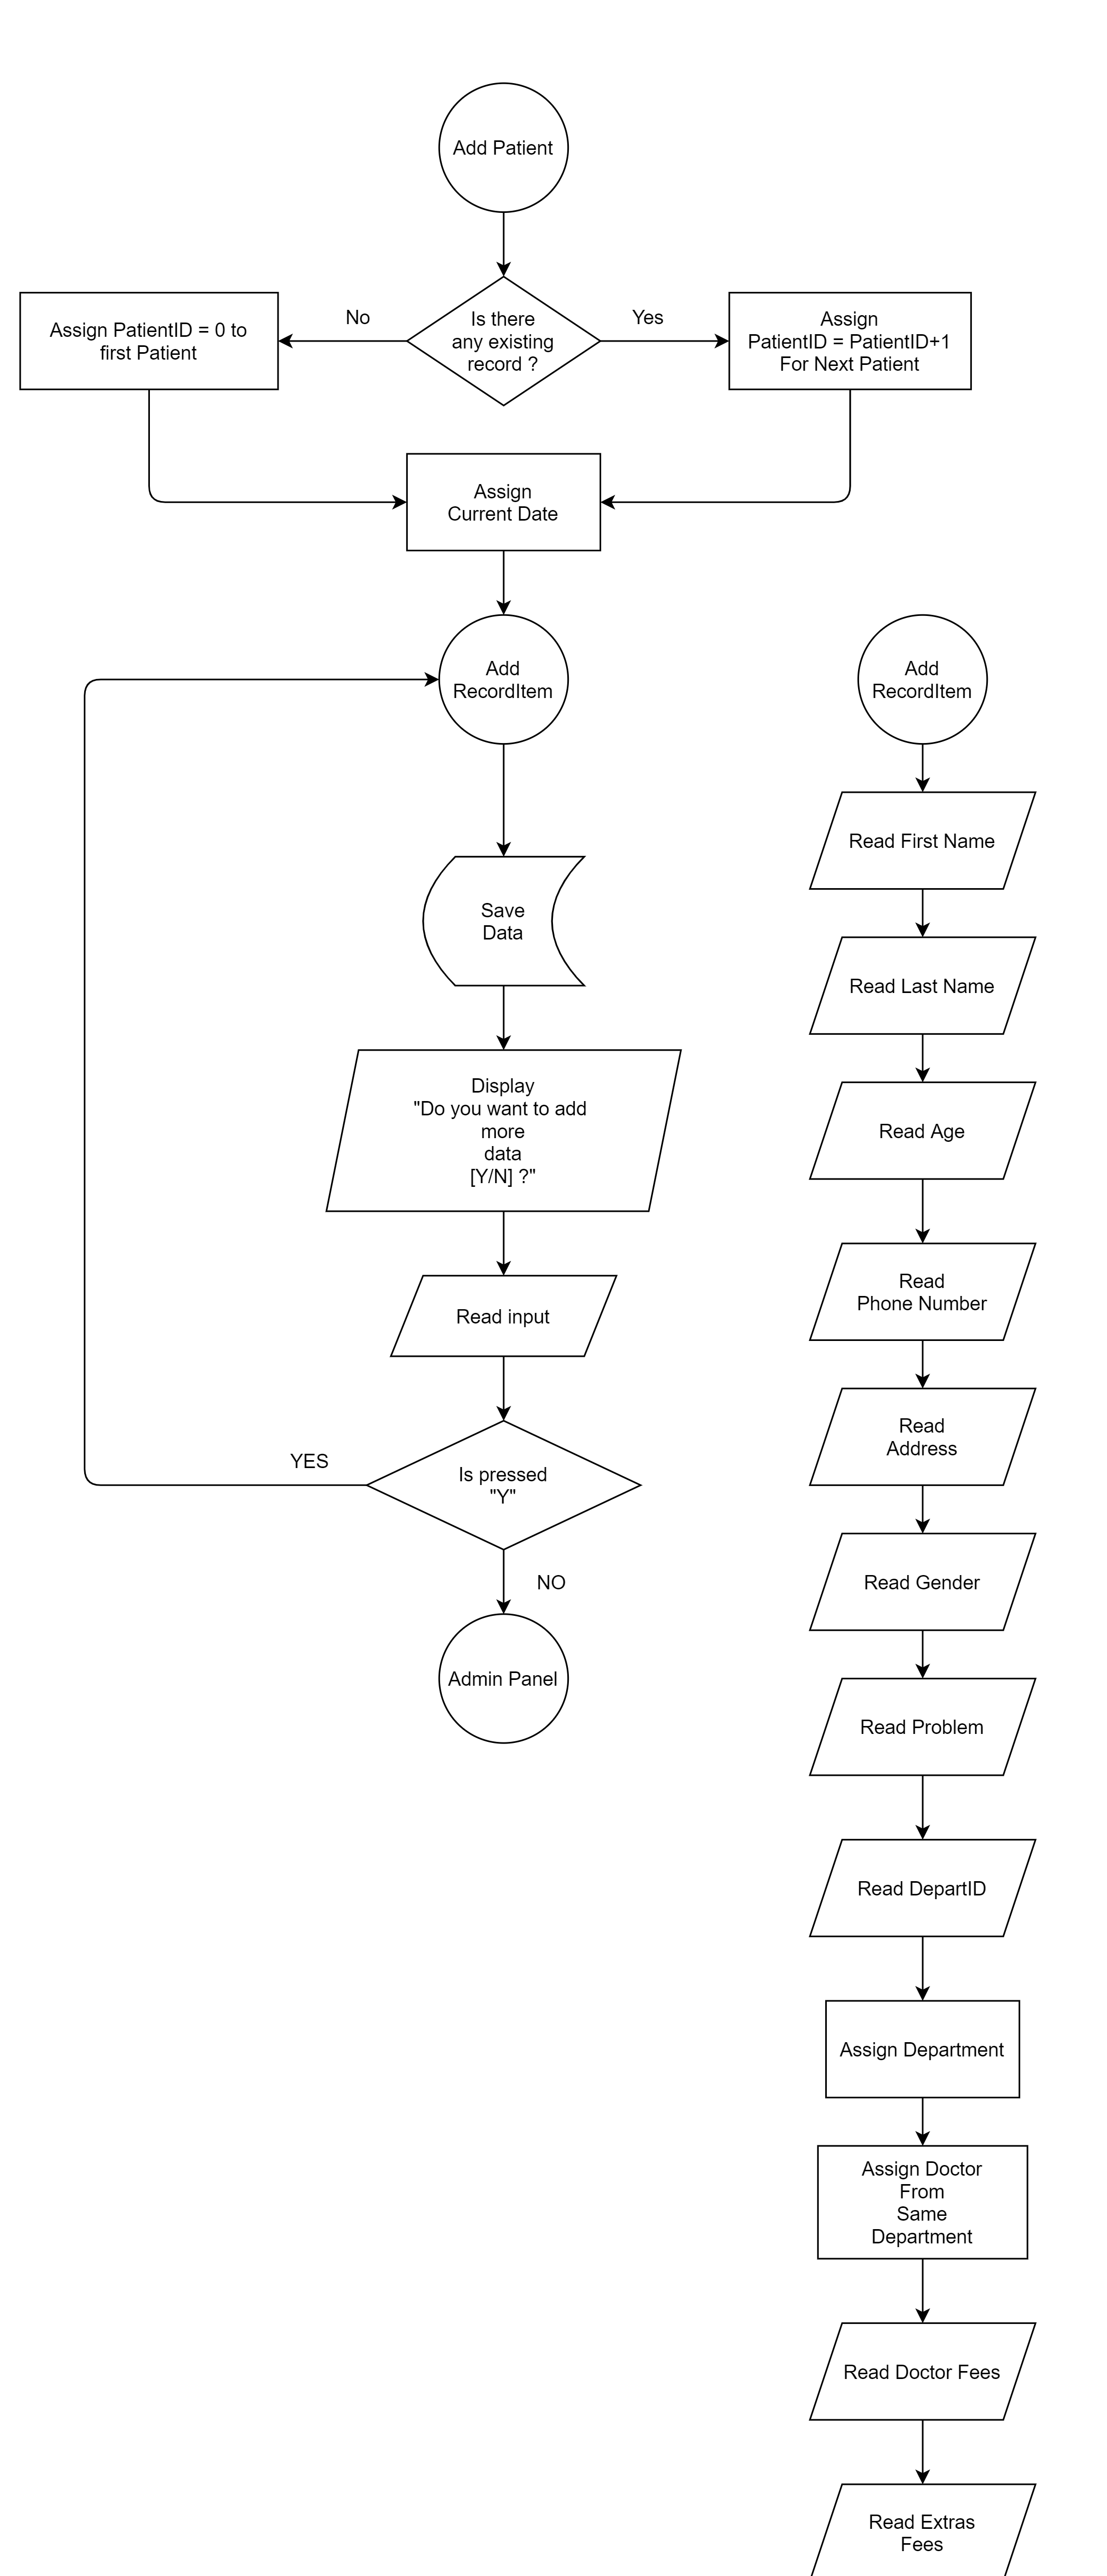 Add Patient
Is there
any existing
record ?
No
Yes
Assign PatientID = 0 to
first Patient
Assign
PatientID = PatientID+1
For Next Patient
Assign
Current Date
Add
RecordItem
Save
Data
Display
"Do you want to add
more
data
[Y/N] ?"
Read input
Is pressed
"Y"
YES
NO
Admin Panel
Add
RecordItem
Read First Name
Read Last Name
Read Age
Read
Phone Number
Read
Address
Read Gender
Read Problem
Read DepartID
Assign Department
Assign Doctor
From
Same
Department
Read Doctor Fees
Read Extras
Fees